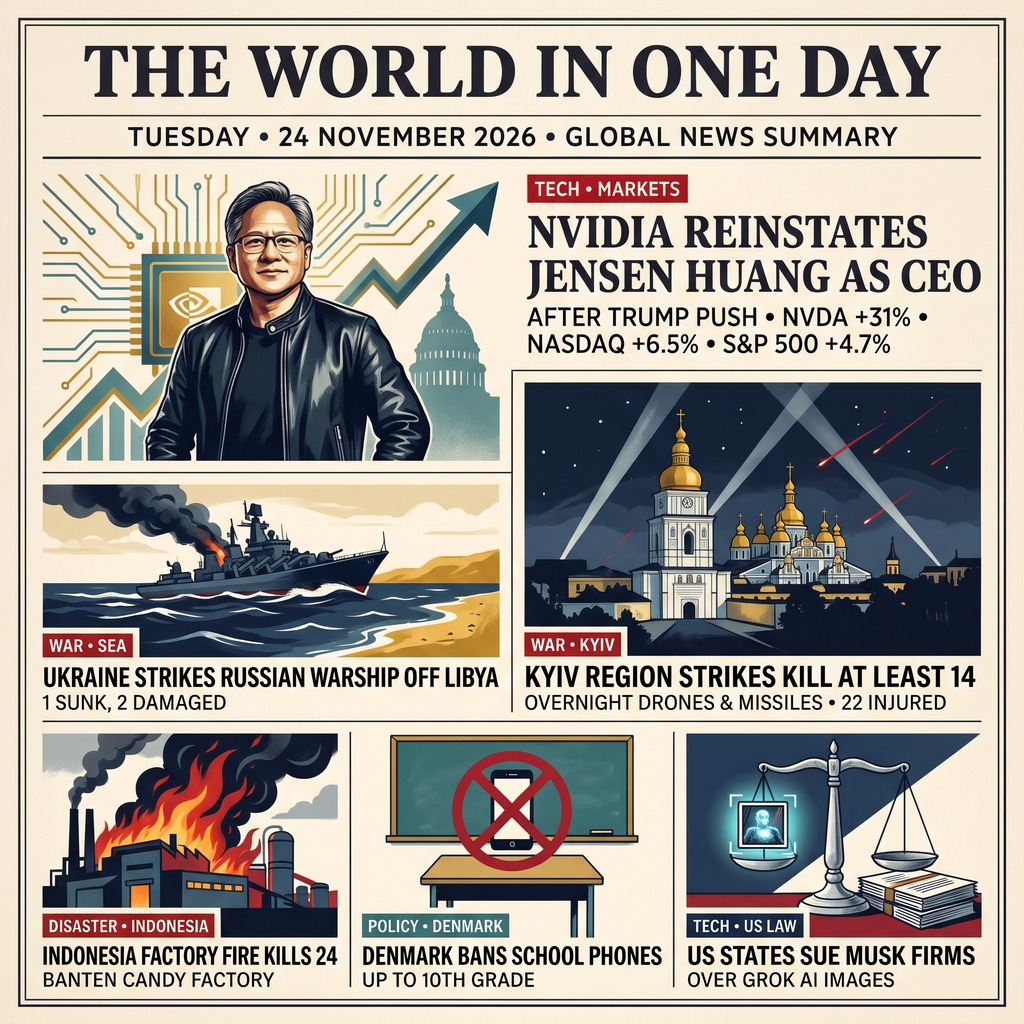 THE WORLD IN ONE DAY
TUESDAY • 24 NOVEMBER 2026 • GLOBAL NEWS SUMMARY
TECH • MARKETS
NVIDIA REINSTATES
JENSEN HUANG AS CEO
AFTER TRUMP PUSH • NVDA +31% •
NASDAQ +6.5% • S&P 500 +4.7%
WAR • SEA
UKRAINE STRIKES RUSSIAN WARSHIP OFF LIBYA
1 SUNK, 2 DAMAGED
WAR • KYIV
KYIV REGION STRIKES KILL AT LEAST 14
OVERNIGHT DRONES & MISSILES • 22 INJURED
DISASTER • INDONESIA
INDONESIA FACTORY FIRE KILLS 24
BANTEN CANDY FACTORY
POLICY • DENMARK
DENMARK BANS SCHOOL PHONES
UP TO 10TH GRADE
TECH • US LAW
US STATES SUE MUSK FIRMS
OVER GROK AI IMAGES